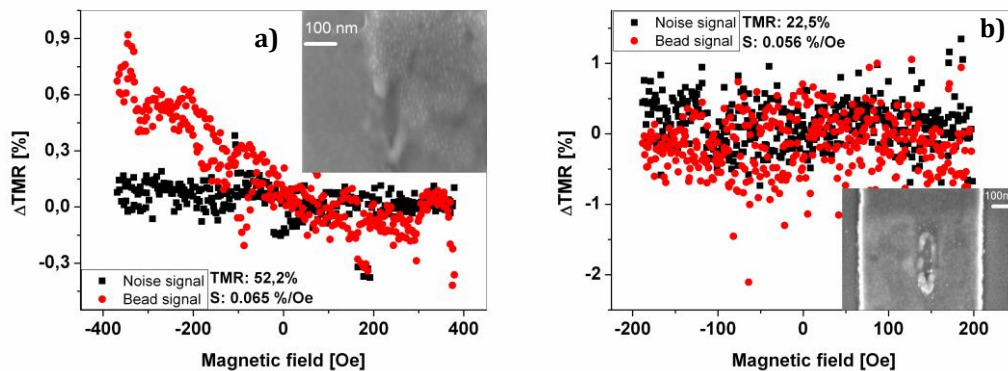 a)
100 nm
0,9
0,6
0,3
0,0
-0,3
ΔTMR [%]
Noise signal TMR: 52,2%
Bead signal S: 0.065 %/Oe
-400 -200 0 200 400
Magnetic field [Oe]
b)
Noise signal TMR: 22,5%
Bead signal S: 0.056 %/Oe
1
0
-1
-2
ΔTMR [%]
100nm
-200 -100 0 100 200
Magnetic field [Oe]